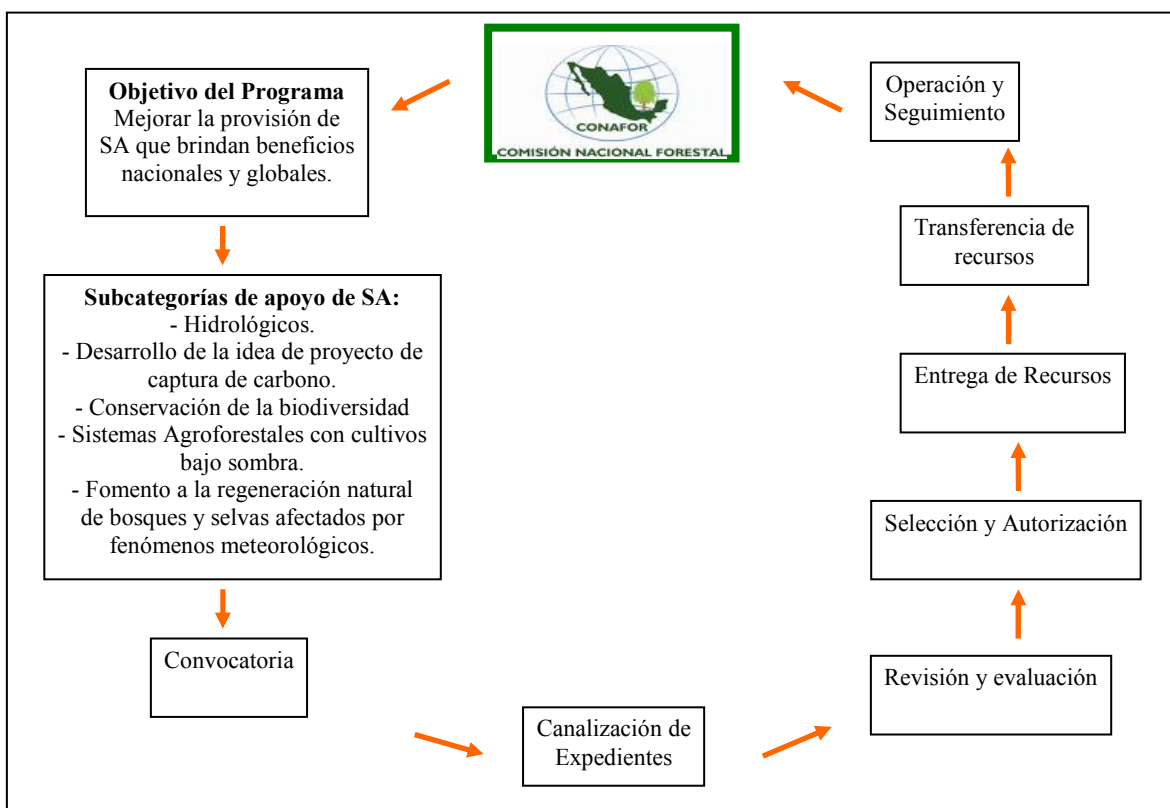 CONAFOR
COMISIÓN NACIONAL FORESTAL
Objetivo del Programa
Mejorar la provisión de
SA que brindan beneficios
nacionales y globales.
Subcategorías de apoyo de SA:
- Hidrológicos.
- Desarrollo de la idea de proyecto de
captura de carbono.
- Conservación de la biodiversidad
- Sistemas Agroforestales con cultivos
bajo sombra.
- Fomento a la regeneración natural
de bosques y selvas afectados por
fenómenos meteorológicos.
Convocatoria
Canalización de
Expedientes
Revisión y evaluación
Selección y Autorización
Entrega de Recursos
Transferencia de
recursos
Operación y
Seguimiento